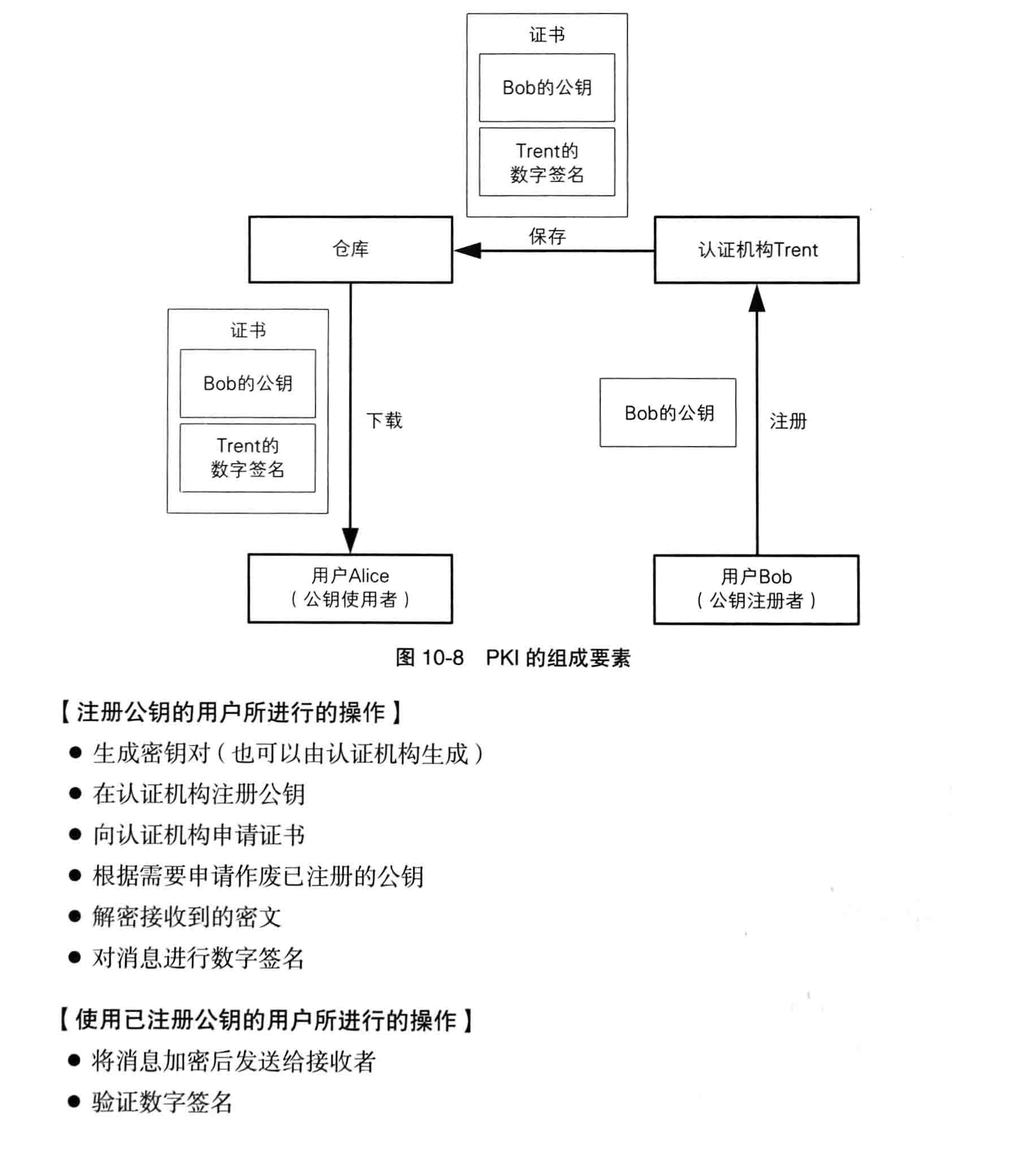 证书
Bob的公钥
Trent的
数字签名
仓库
保存
认证机构Trent
证书
Bob的公钥
Trent的
数字签名
下载
Bob的公钥
注册
用户Alice
（公钥使用者）
用户Bob
（公钥注册者）
图 10-8　PKI 的组成要素
【注册公钥的用户所进行的操作】
● 生成密钥对（也可以由认证机构生成）
● 在认证机构注册公钥
● 向认证机构申请证书
● 根据需要申请作废已注册的公钥
● 解密接收到的密文
● 对消息进行数字签名
【使用已注册公钥的用户所进行的操作】
● 将消息加密后发送给接收者
● 验证数字签名